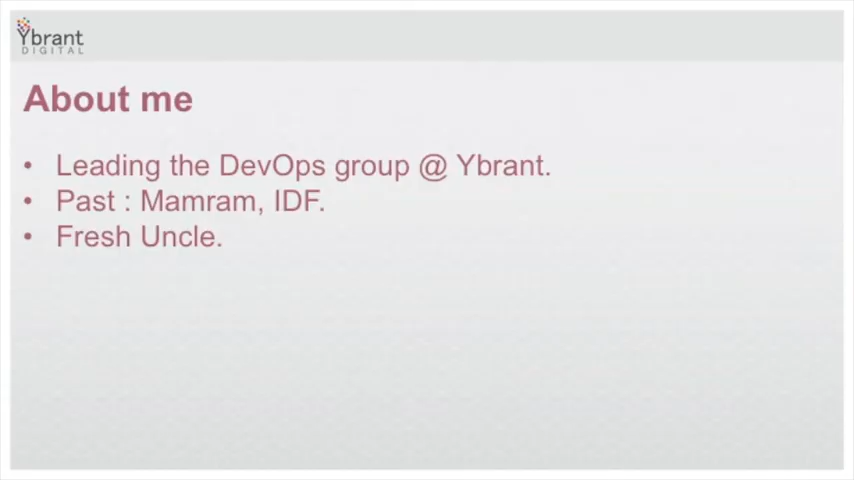 Ybrant
DIGITAL
About me
• Leading the DevOps group @ Ybrant.
• Past : Mamram, IDF.
• Fresh Uncle.